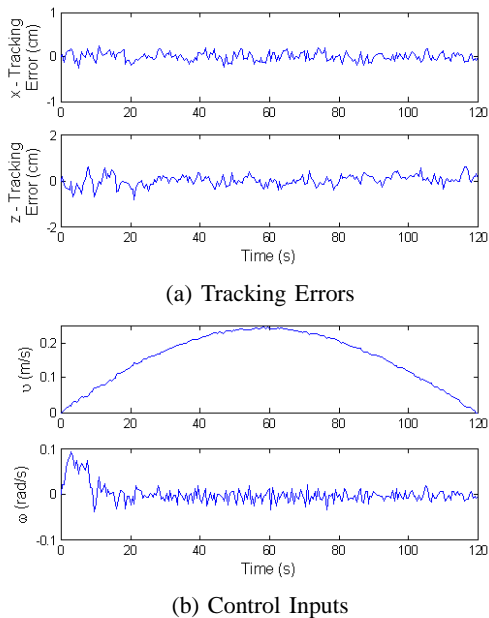 1
0
-1
x - Tracking
Error (cm)
0 20 40 60 80 100 120
2
0
-2
z - Tracking
Error (cm)
0 20 40 60 80 100 120
Time (s)
(a) Tracking Errors
0.2
0.1
0
υ (m/s)
0 20 40 60 80 100 120
0.1
0
-0.1
ω (rad/s)
0 20 40 60 80 100 120
Time (s)
(b) Control Inputs